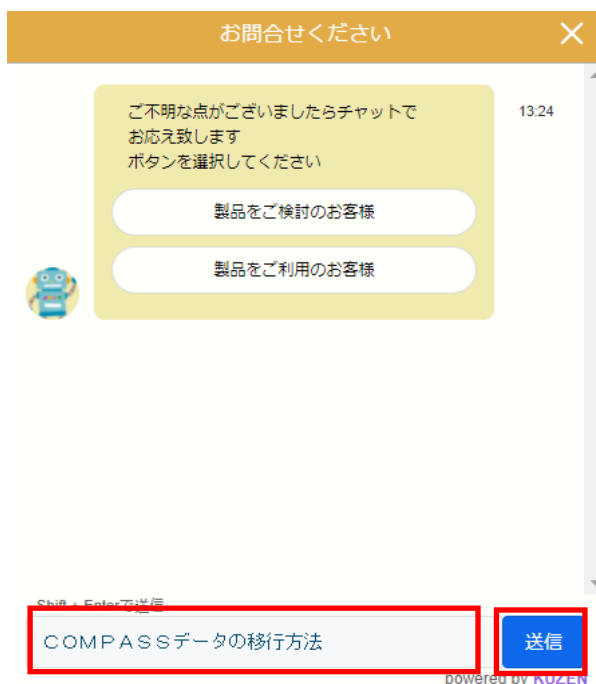 お問合せください
ご不明な点がございましたらチャットで
お応え致します
ボタンを選択してください
13:24
製品をご検討のお客様
製品をご利用のお客様
Shift + Enterで送信
ＣＯＭＰＡＳＳデータの移行方法
送信
powered by KUZEN